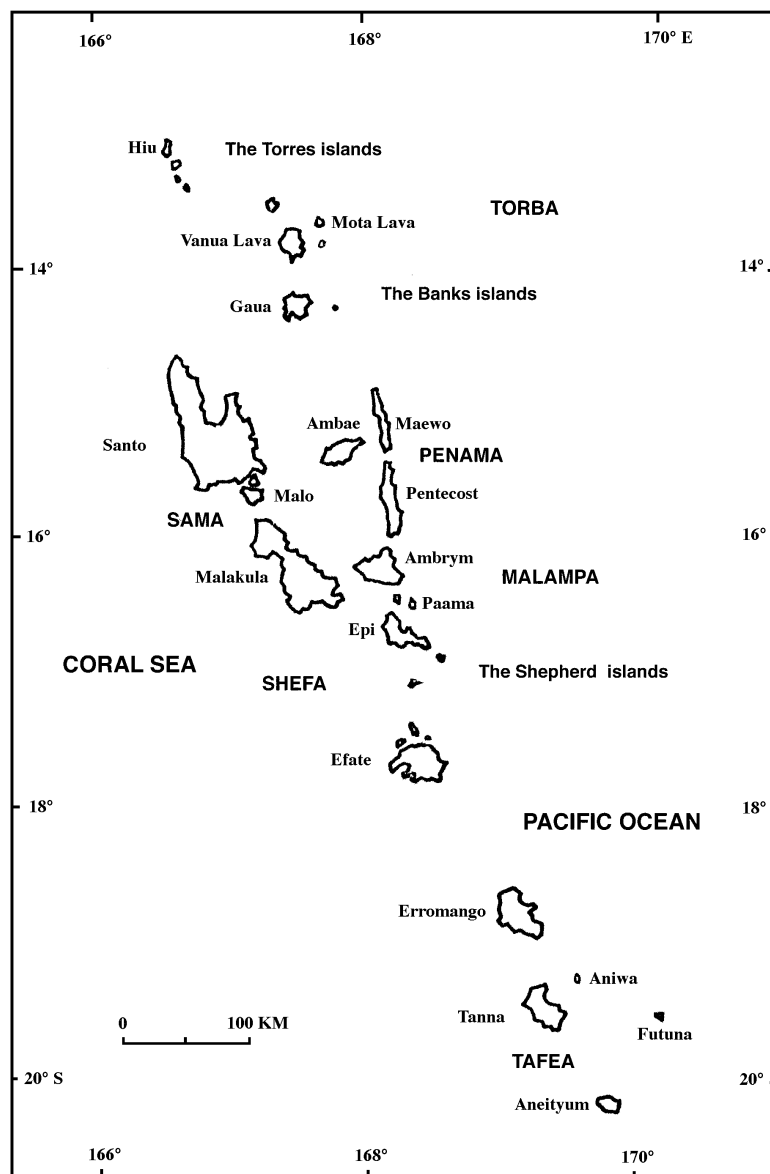 166°
168°
170° E
Hiu
The Torres islands
TORBA
Mota Lava
Vanua Lava
14°
14°
The Banks islands
Gaua
Ambae
Maewo
Santo
PENAMA
Pentecost
Malo
SAMA
16°
16°
Ambrym
Malakula
MALAMPA
Paama
Epi
CORAL SEA
The Shepherd islands
SHEFA
Efate
18°
18°
PACIFIC OCEAN
Erromango
Aniwa
Tanna
0
100 KM
Futuna
TAFEA
20° S
20°
Aneityum
166°
168°
170°